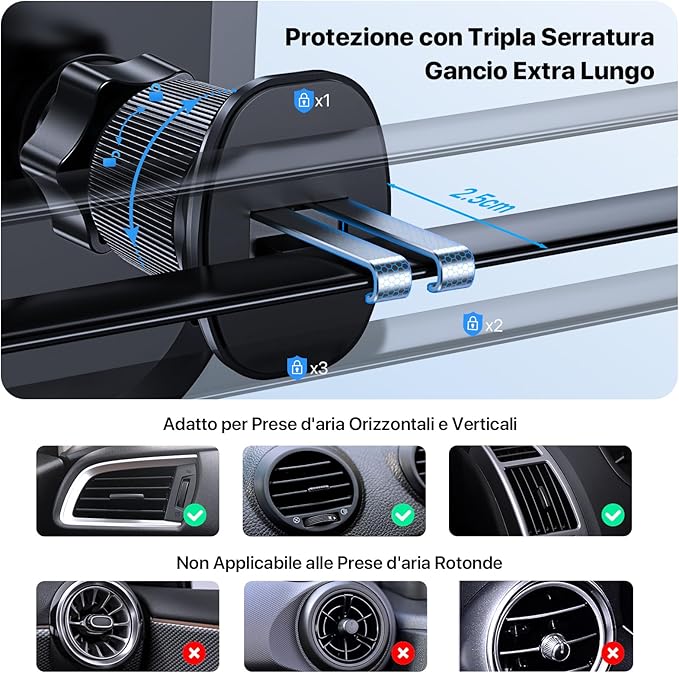 Protezione con Tripla Serratura
Gancio Extra Lungo
x1
2.5cm
x2
x3
Adatto per Prese d'aria Orizzontali e Verticali
Non Applicabile alle Prese d'aria Rotonde